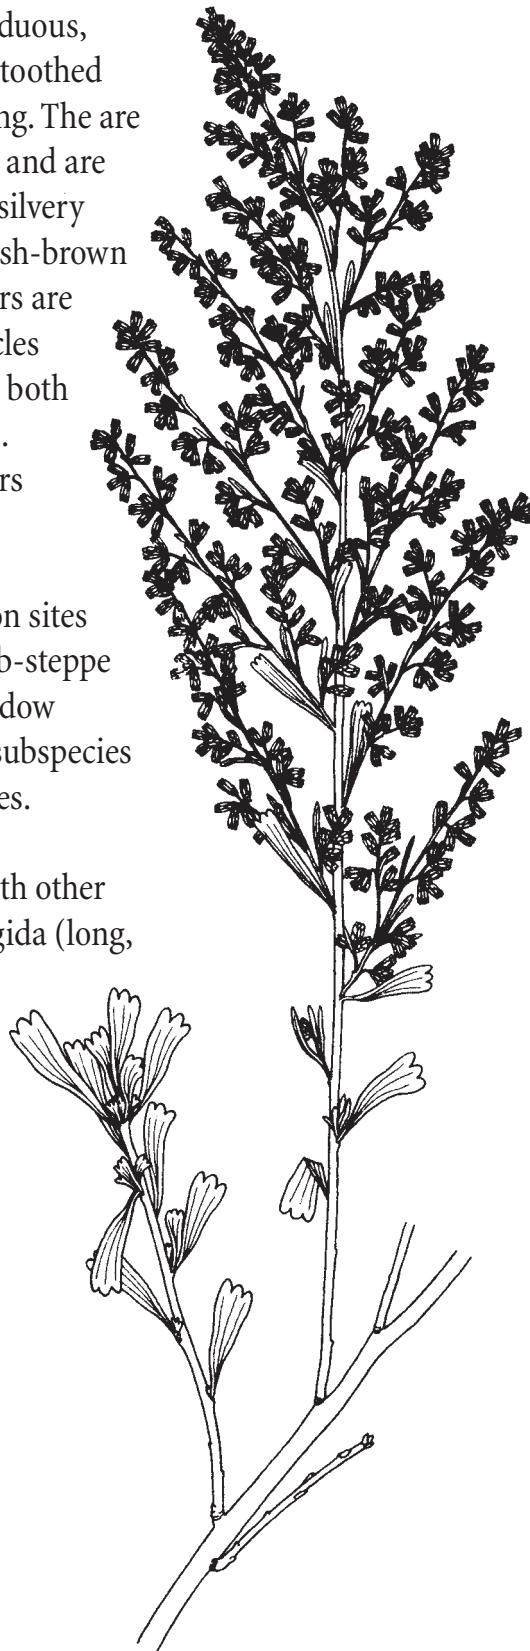 duous,
toothed
ng. The are
and are
silvery
sh-brown
rs are
cles
both
.
rs
on sites
b-steppe
dow
subspecies
es.
th other
gida (long,